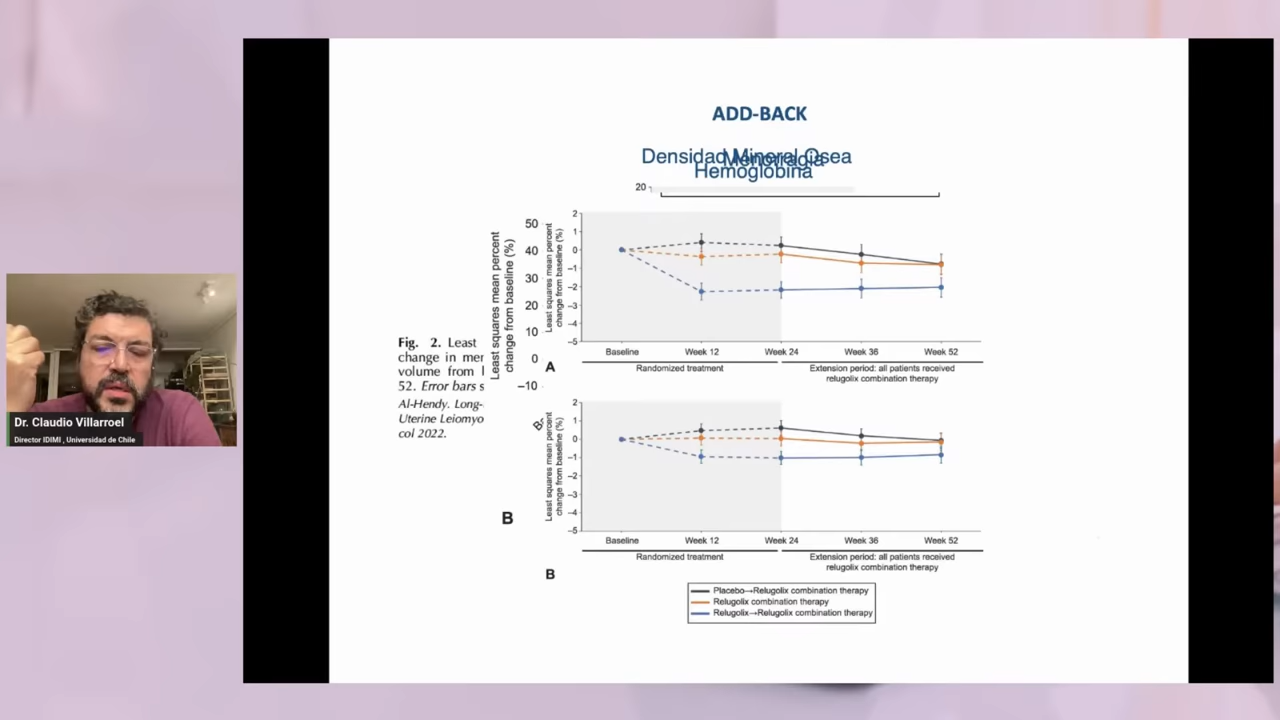 ADD-BACK
Densidad Mineral Osea
Menorragia
Hemoglobina
20
50
40
30
20
10
0
−10
Least squares mean percent
change from baseline (%)
Fig. 2. Least
change in mer
volume from
52. Error bars s
Al-Hendy. Long-
Uterine Leiomyo
col 2022.
2
1
0
−1
−2
−3
−4
−5
Least squares mean percent
change from baseline (%)
Baseline
Week 12
Week 24
Week 36
Week 52
Randomized treatment
Extension period: all patients received
relugolix combination therapy
A
2
1
0
−1
−2
−3
−4
−5
Least squares mean percent
change from baseline (%)
B
Baseline
Week 12
Week 24
Week 36
Week 52
Randomized treatment
Extension period: all patients received
relugolix combination therapy
B
Placebo→Relugolix combination therapy
Relugolix combination therapy
Relugolix→Relugolix combination therapy
Dr. Claudio Villarroel
Director IDIMI , Universidad de Chile